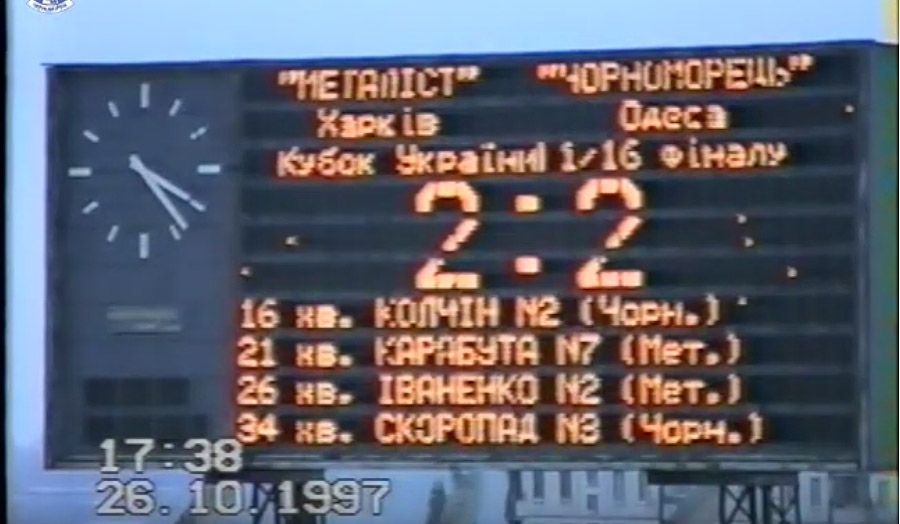 "МЕТАЛІСТ" "ЧОРНОМОРЕЦЬ"
Харків Одеса
Кубок України 1/16 фіналу
2:2
16 хв. КОЛЧІН N2 (Чорн.)
21 хв. КАРАБУТА N7 (Мет.)
26 хв. ІВАНЕНКО N2 (Мет.)
34 хв. СКОРОПАД N3 (Чорн.)
17:38
26.10.1997